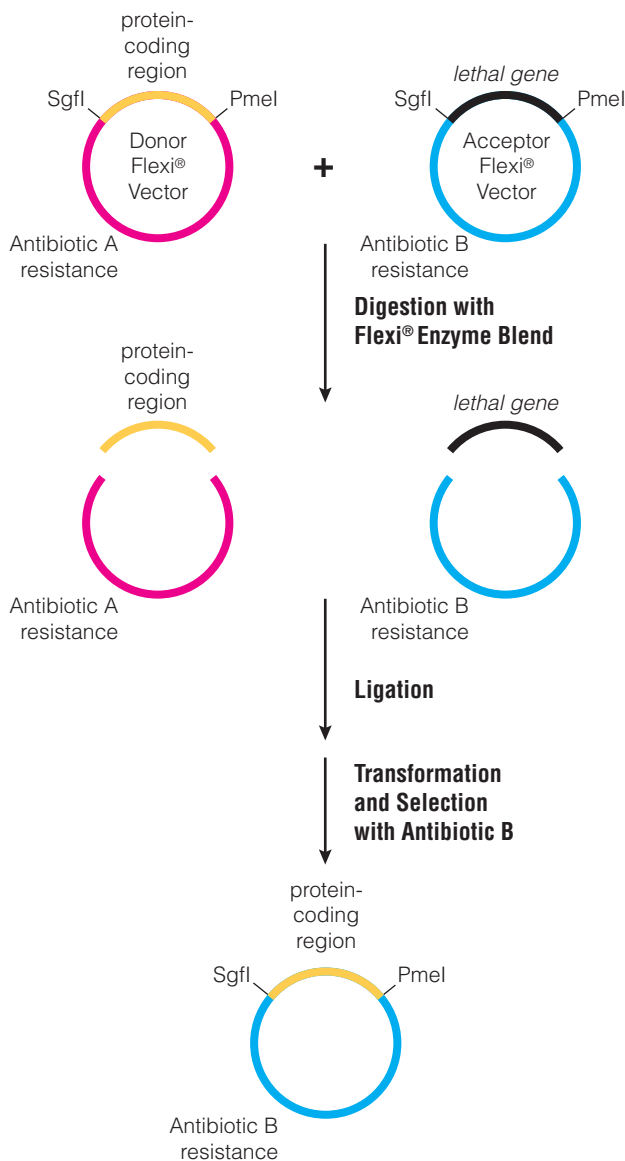 protein-
coding
region
SgfI
PmeI
Donor
Flexi®
Vector
Antibiotic A
resistance
+
lethal gene
SgfI
PmeI
Acceptor
Flexi®
Vector
Antibiotic B
resistance
Digestion with
Flexi® Enzyme Blend
protein-
coding
region
Antibiotic A
resistance
lethal gene
Antibiotic B
resistance
Ligation
Transformation
and Selection
with Antibiotic B
protein-
coding
region
SgfI
PmeI
Antibiotic B
resistance